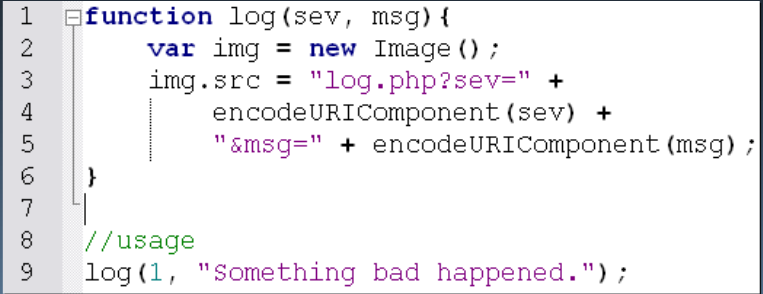 1 function log(sev, msg){
2     var img = new Image();
3     img.src = "log.php?sev=" +
4         encodeURIComponent(sev) +
5         "&msg=" + encodeURIComponent(msg);
6 }
7
8 //usage
9 log(1, "Something bad happened.");